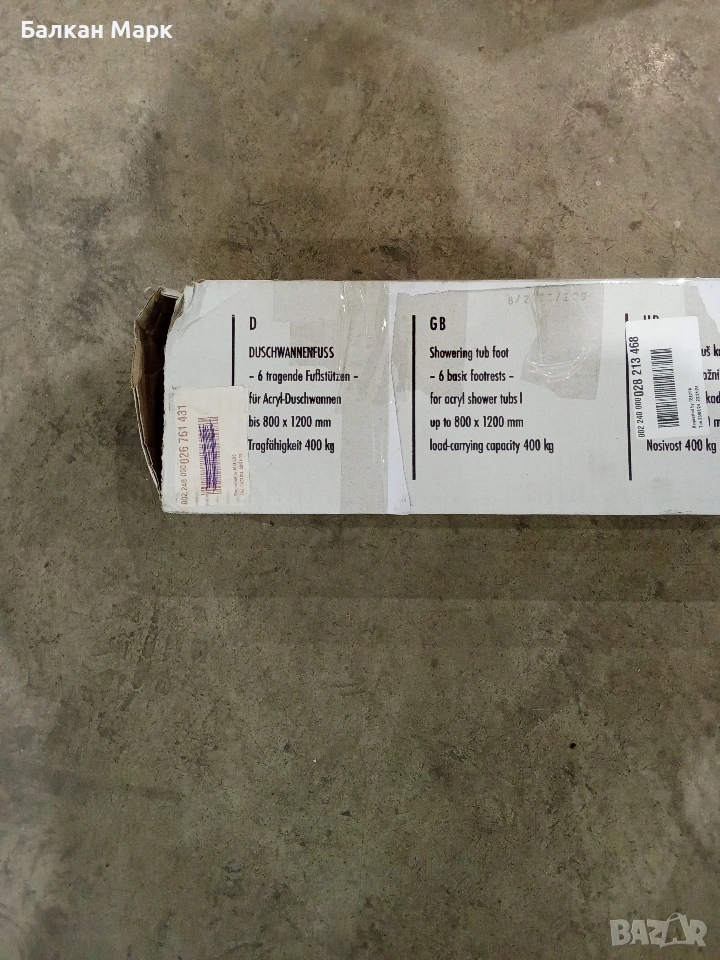 Балкан Марк
D
DUSCHWANNENFUSS
- 6 tragende Fußstützen -
für Acryl-Duschwannen
bis 800 x 1200 mm
Tragfähigkeit 400 kg
002 240 000 026 761 431
GB
Showering tub foot
- 6 basic footrests -
for acryl shower tubs I
up to 800 x 1200 mm
load-carrying capacity 400 kg
002 240 000 028 213 468
Nosivost 400 kg
BAZAR